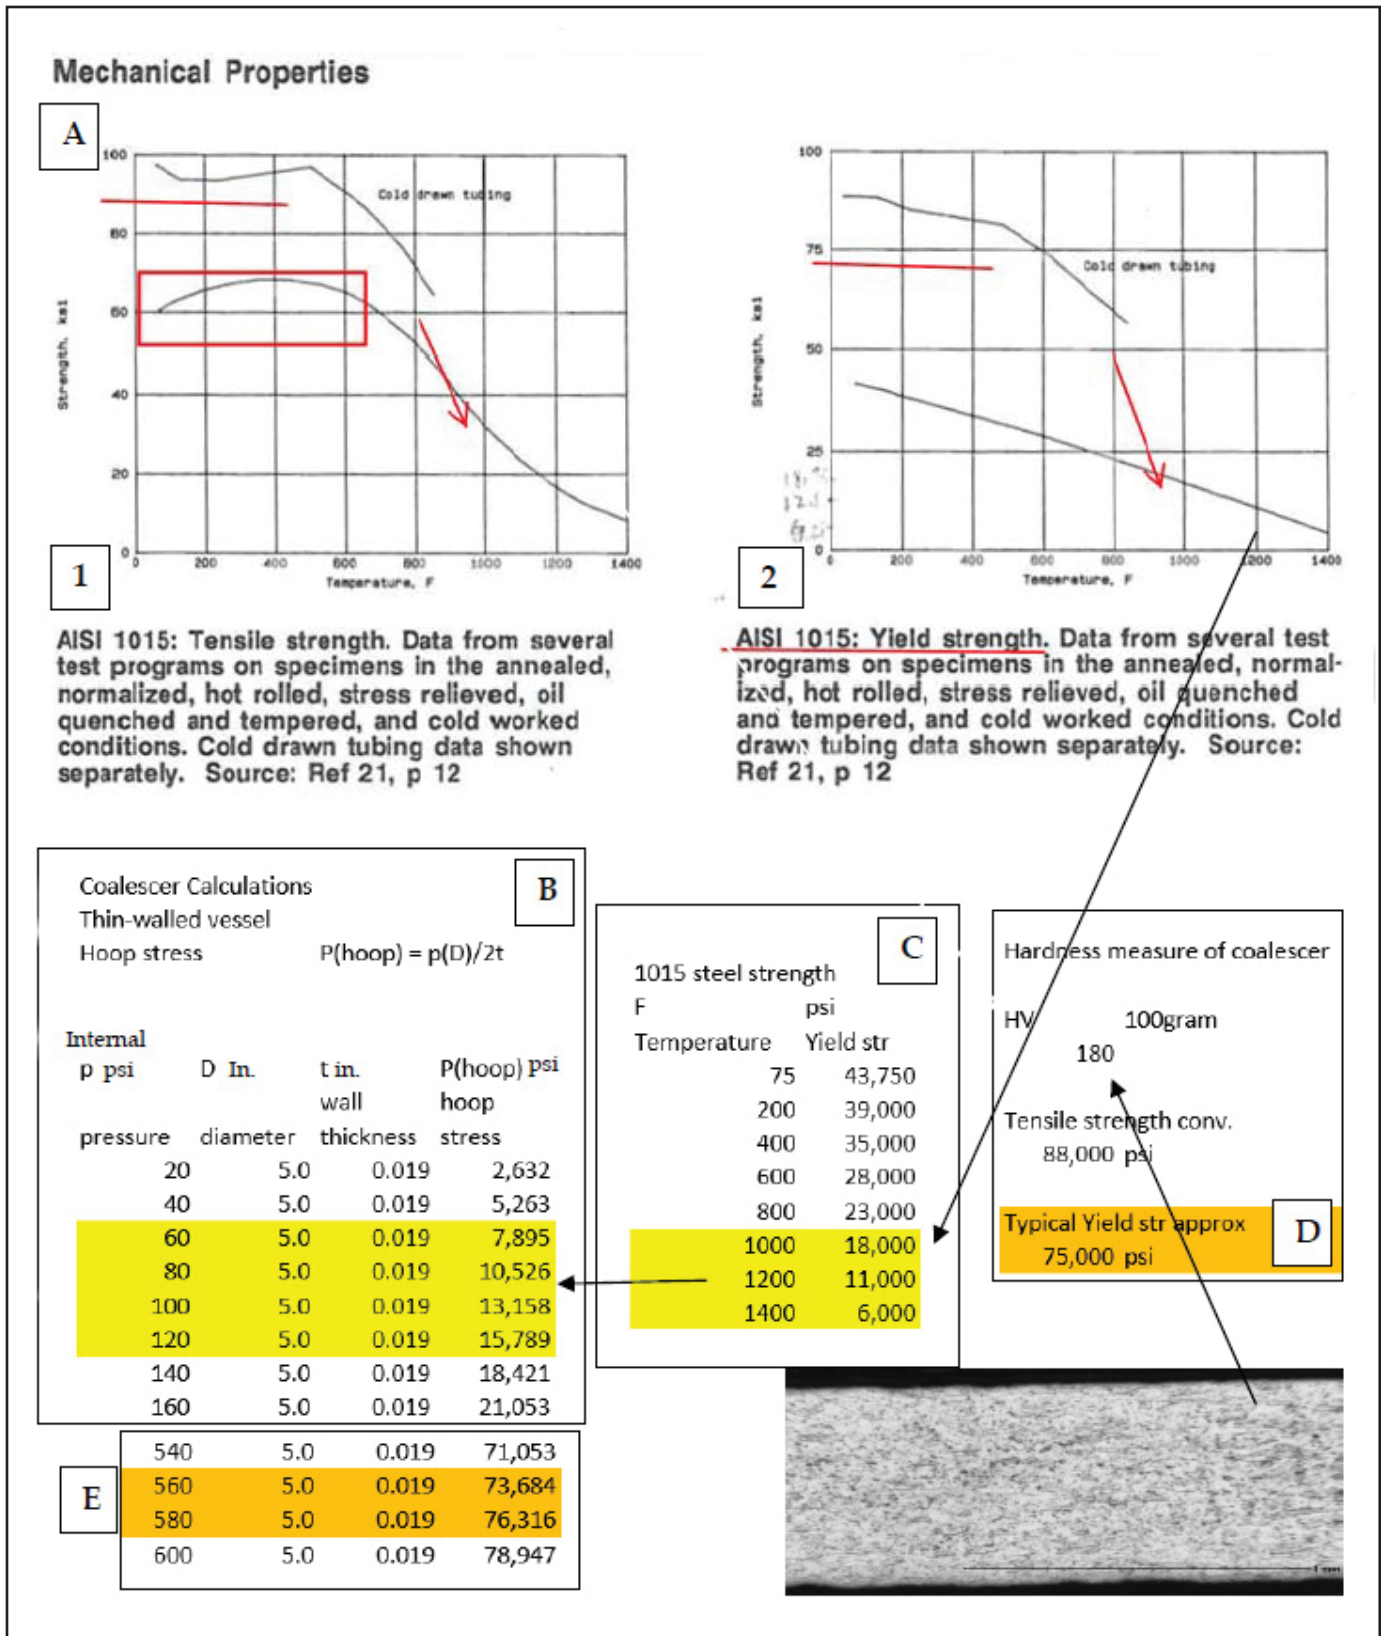 Mechanical Properties
A
100
80
60
40
20
0
Strength, ksi
Cold drawn tubing
0 200 400 600 800 1000 1200 1400
Temperature, F
1
100
75
50
25
0
Strength, ksi
Cold drawn tubing
0 200 400 600 800 1000 1200 1400
Temperature, F
2
AISI 1015: Tensile strength. Data from several
test programs on specimens in the annealed,
normalized, hot rolled, stress relieved, oil
quenched and tempered, and cold worked
conditions. Cold drawn tubing data shown
separately. Source: Ref 21, p 12
AISI 1015: Yield strength. Data from several test
programs on specimens in the annealed, normal-
ized, hot rolled, stress relieved, oil quenched
and tempered, and cold worked conditions. Cold
drawn tubing data shown separately. Source:
Ref 21, p 12
B
Coalescer Calculations
Thin-walled vessel
Hoop stress P(hoop) = p(D)/2t
Internal
p psi D In. t in. P(hoop) psi
wall hoop
pressure diameter thickness stress
20 5.0 0.019 2,632
40 5.0 0.019 5,263
60 5.0 0.019 7,895
80 5.0 0.019 10,526
100 5.0 0.019 13,158
120 5.0 0.019 15,789
140 5.0 0.019 18,421
160 5.0 0.019 21,053
E
540 5.0 0.019 71,053
560 5.0 0.019 73,684
580 5.0 0.019 76,316
600 5.0 0.019 78,947
C
1015 steel strength
F psi
Temperature Yield str
75 43,750
200 39,000
400 35,000
600 28,000
800 23,000
1000 18,000
1200 11,000
1400 6,000
Hardness measure of coalescer
HV 100gram
180
Tensile strength conv.
88,000 psi
Typical Yield str approx
75,000 psi
D
1 mm